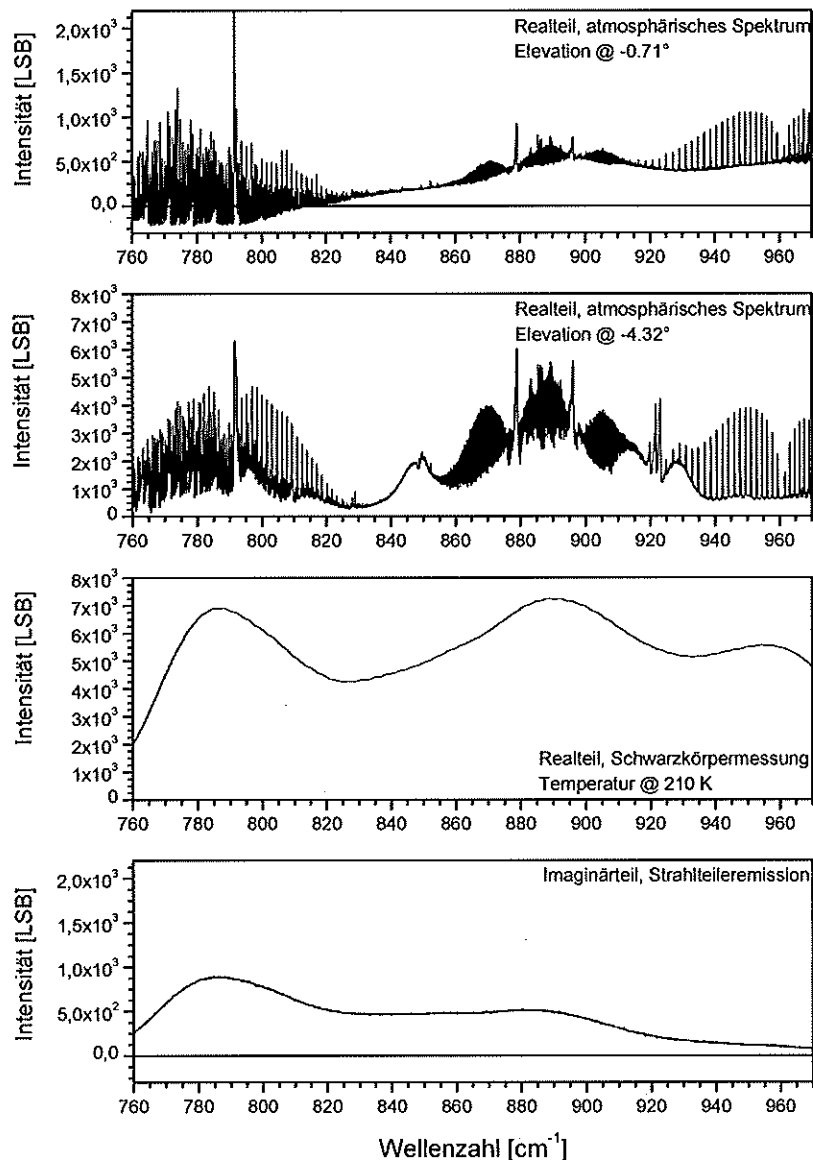 Intensität [LSB]
2,0x10³
1,5x10³
1,0x10³
5,0x10²
0,0
Realteil, atmosphärisches Spektrum
Elevation @ -0.71°
760 780 800 820 840 860 880 900 920 940 960
Intensität [LSB]
8x10³
7x10³
6x10³
5x10³
4x10³
3x10³
2x10³
1x10³
0
Realteil, atmosphärisches Spektrum
Elevation @ -4.32°
760 780 800 820 840 860 880 900 920 940 960
Intensität [LSB]
8x10³
7x10³
6x10³
5x10³
4x10³
3x10³
2x10³
1x10³
0
Realteil, Schwarzkörpermessung
Temperatur @ 210 K
760 780 800 820 840 860 880 900 920 940 960
Intensität [LSB]
2,0x10³
1,5x10³
1,0x10³
5,0x10²
0,0
Imaginärteil, Strahlteileremission
760 780 800 820 840 860 880 900 920 940 960
Wellenzahl [cm⁻¹]